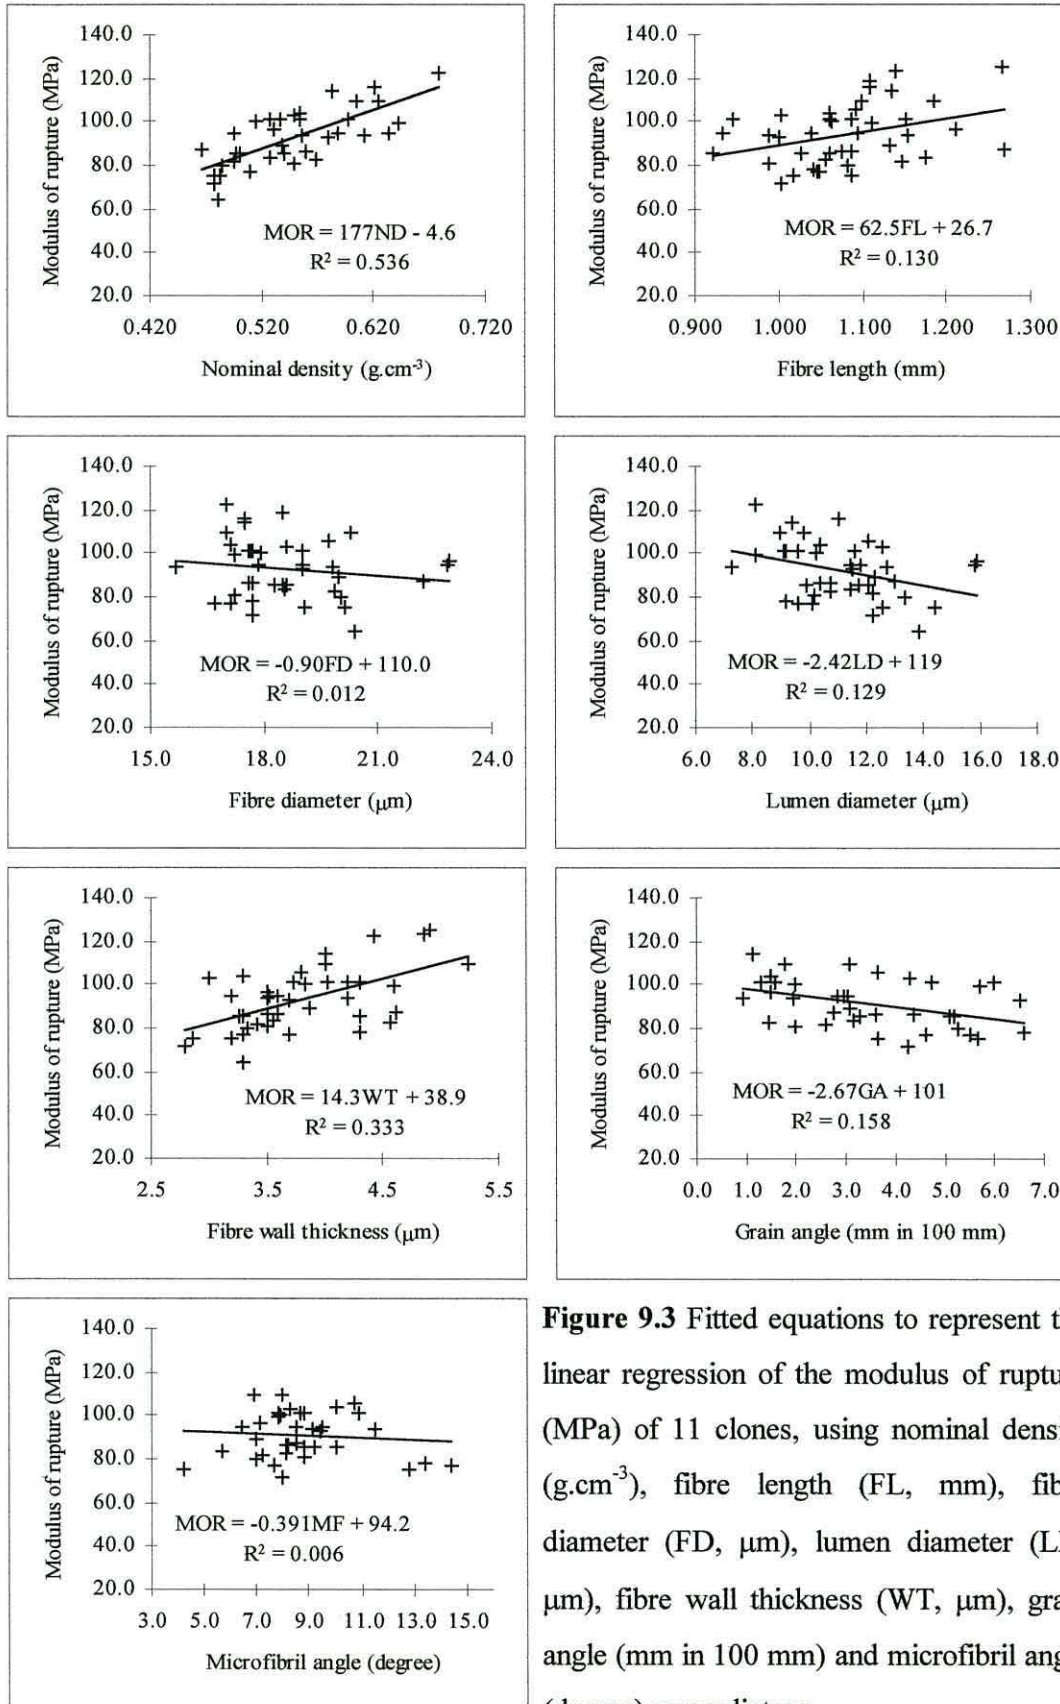 140.0
120.0
100.0
80.0
60.0
40.0
20.0
Modulus of rupture (MPa)
MOR = 177ND - 4.6
R² = 0.536
0.420 0.520 0.620 0.720
Nominal density (g.cm⁻³)
140.0
120.0
100.0
80.0
60.0
40.0
20.0
Modulus of rupture (MPa)
MOR = 62.5FL + 26.7
R² = 0.130
0.900 1.000 1.100 1.200 1.300
Fibre length (mm)
140.0
120.0
100.0
80.0
60.0
40.0
20.0
Modulus of rupture (MPa)
MOR = -0.90FD + 110.0
R² = 0.012
15.0 18.0 21.0 24.0
Fibre diameter (μm)
140.0
120.0
100.0
80.0
60.0
40.0
20.0
Modulus of rupture (MPa)
MOR = -2.42LD + 119
R² = 0.129
6.0 8.0 10.0 12.0 14.0 16.0 18.0
Lumen diameter (μm)
140.0
120.0
100.0
80.0
60.0
40.0
20.0
Modulus of rupture (MPa)
MOR = 14.3WT + 38.9
R² = 0.333
2.5 3.5 4.5 5.5
Fibre wall thickness (μm)
140.0
120.0
100.0
80.0
60.0
40.0
20.0
Modulus of rupture (MPa)
MOR = -2.67GA + 101
R² = 0.158
0.0 1.0 2.0 3.0 4.0 5.0 6.0 7.0
Grain angle (mm in 100 mm)
140.0
120.0
100.0
80.0
60.0
40.0
20.0
Modulus of rupture (MPa)
MOR = -0.391MF + 94.2
R² = 0.006
3.0 5.0 7.0 9.0 11.0 13.0 15.0
Microfibril angle (degree)
Figure 9.3 Fitted equations to represent
linear regression of the modulus of
(MPa) of 11 clones, using nominal
(g.cm⁻³), fibre length (FL, mm),
diameter (FD, μm), lumen diameter
μm), fibre wall thickness (WT, μm),
angle (mm in 100 mm) and microfibril